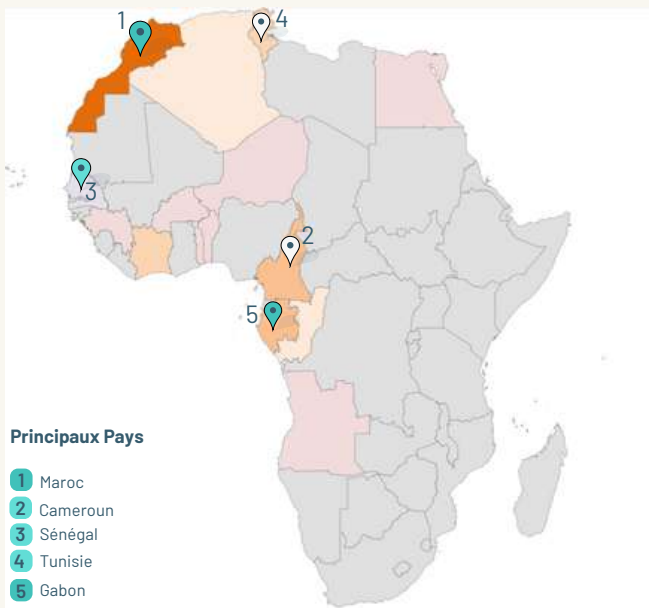 1
4
3
2
5
Principaux Pays
1 Maroc
2 Cameroun
3 Sénégal
4 Tunisie
5 Gabon